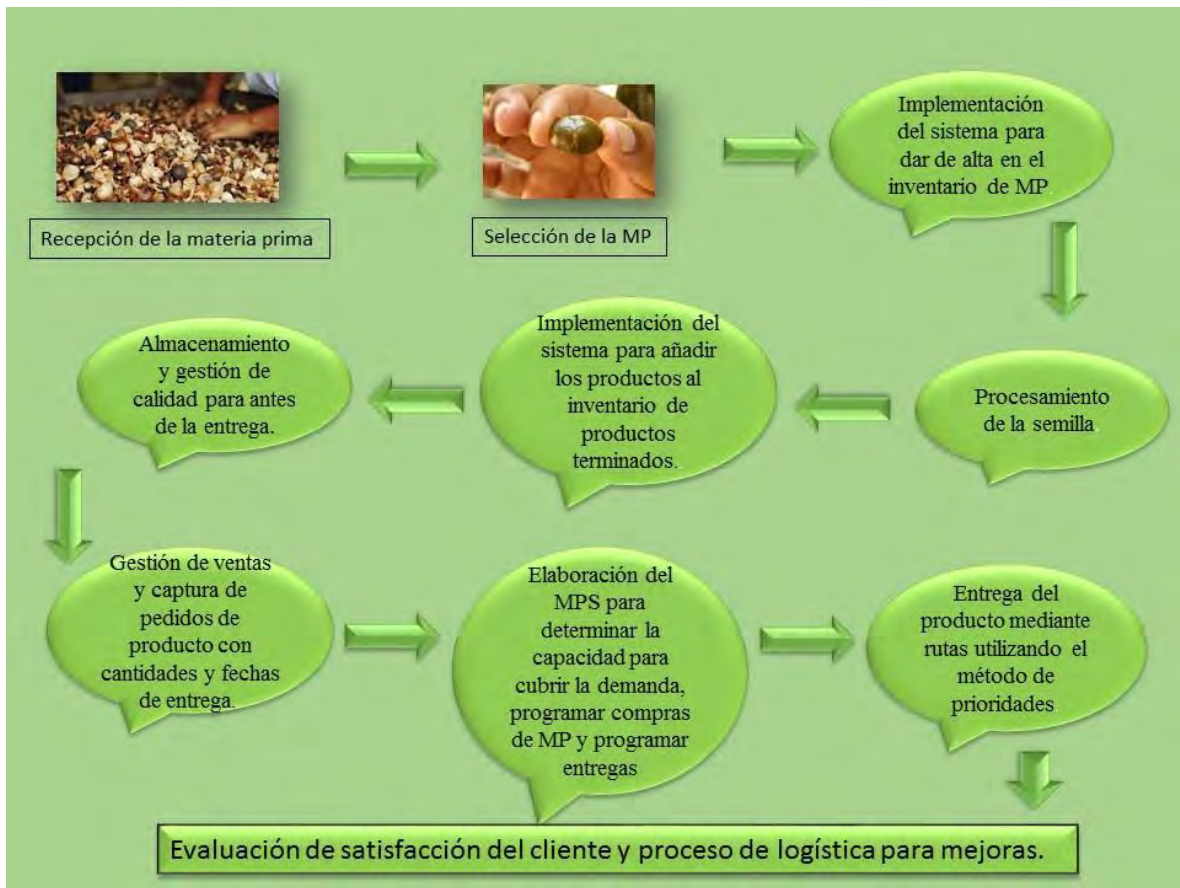 Recepción de la materia prima
Selección de la MP
Implementación
del sistema para
dar de alta en el
inventario de MP.
Procesamiento
de la semilla.
Implementación del
sistema para añadir
los productos al
inventario de
productos
terminados.
Almacenamiento
y gestión de
calidad para antes
de la entrega.
Gestión de ventas
y captura de
pedidos de
producto con
cantidades y fechas
de entrega.
Elaboración del
MPS para
determinar la
capacidad para
cubrir la demanda,
programar compras
de MP y programar
entregas
Entrega del
producto mediante
rutas utilizando el
método de
prioridades
Evaluación de satisfacción del cliente y proceso de logística para mejoras.